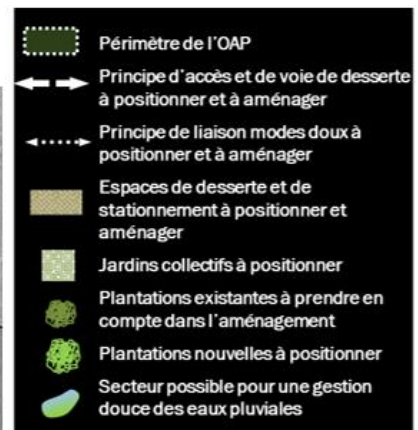 Périmètre de l'OAP
Principe d'accès et de voie de desserte
à positionner et à aménager
Principe de liaison modes doux à
positionner et à aménager
Espaces de desserte et de
stationnement à positionner et
aménager
Jardins collectifs à positionner
Plantations existantes à prendre en
compte dans l'aménagement
Plantations nouvelles à positionner
Secteur possible pour une gestion
douce des eaux pluviales